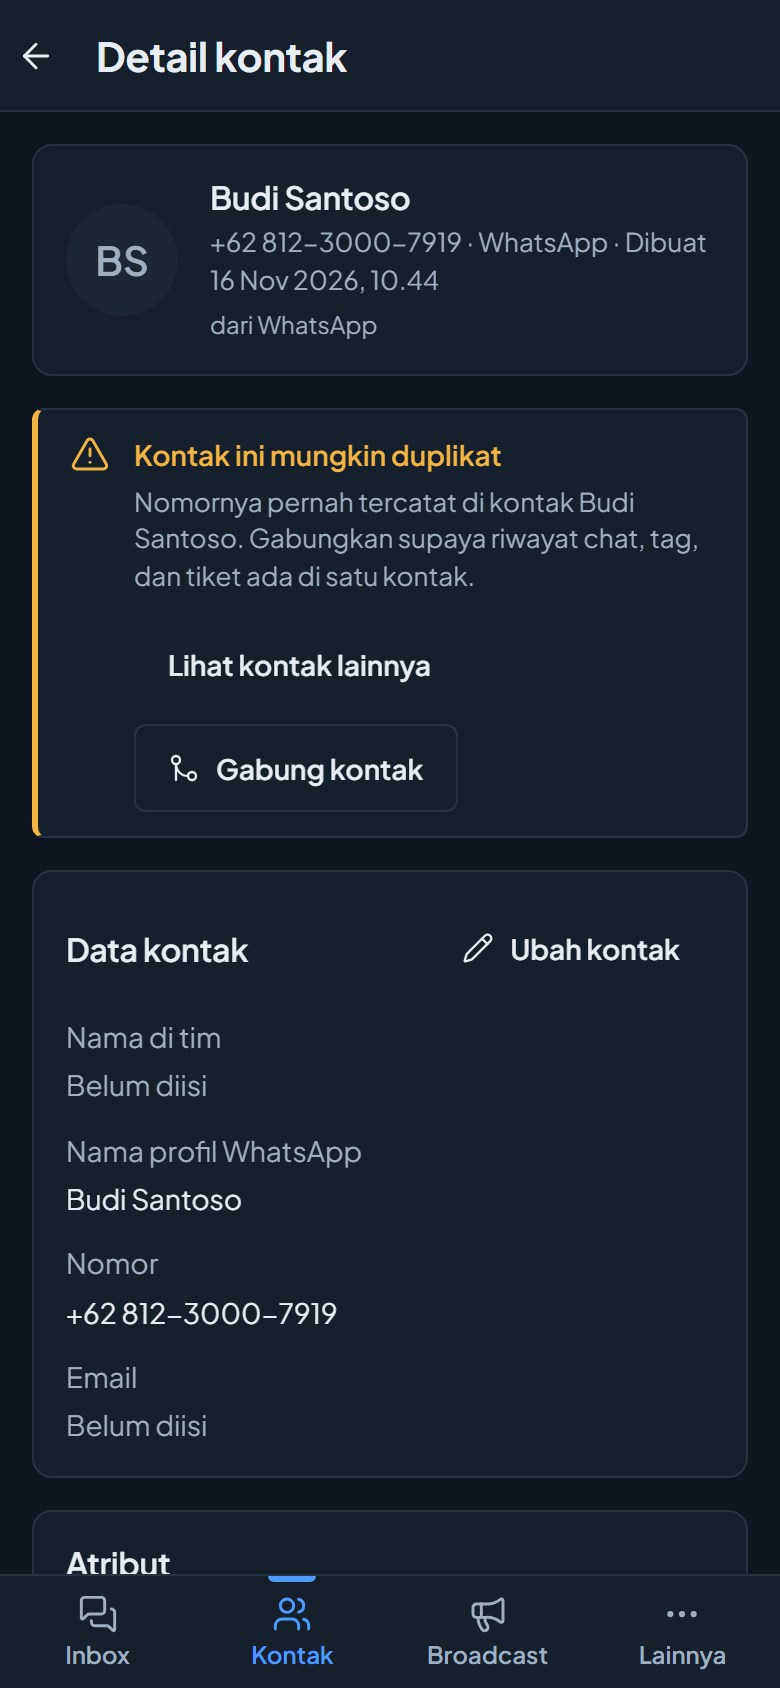 Detail kontak
BS
Budi Santoso
+62 812–3000–7919 · WhatsApp · Dibuat
16 Nov 2026, 10.44
dari WhatsApp
Kontak ini mungkin duplikat
Nomornya pernah tercatat di kontak Budi
Santoso. Gabungkan supaya riwayat chat, tag,
dan tiket ada di satu kontak.
Lihat kontak lainnya
Gabung kontak
Data kontak
Ubah kontak
Nama di tim
Belum diisi
Nama profil WhatsApp
Budi Santoso
Nomor
+62 812–3000–7919
Email
Belum diisi
Atribut
Inbox
Kontak
Broadcast
Lainnya